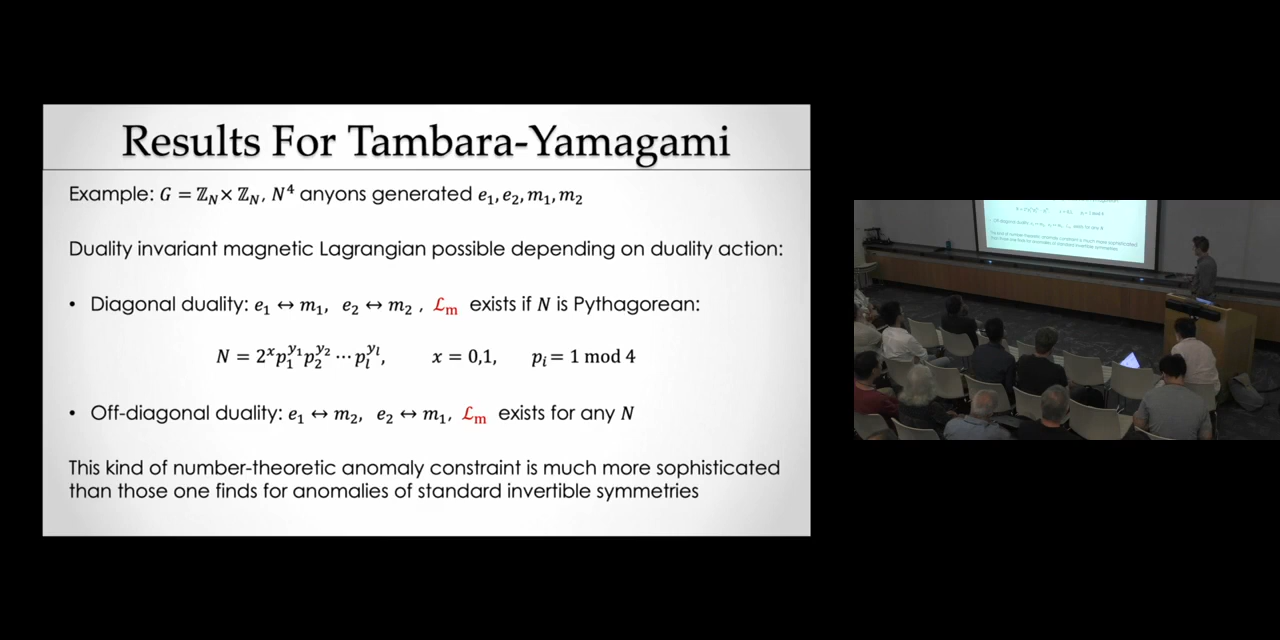 Results For Tambara-Yamagami
Example: G = ℤ_N × ℤ_N, N⁴ anyons generated e₁, e₂, m₁, m₂
Duality invariant magnetic Lagrangian possible depending on duality action:
• Diagonal duality: e₁ ↔ m₁, e₂ ↔ m₂ , ℒ_m exists if N is Pythagorean:
N = 2^x p₁^{y₁} p₂^{y₂} ⋯ p_l^{y_l}, x = 0,1, p_i = 1 mod 4
• Off-diagonal duality: e₁ ↔ m₂, e₂ ↔ m₁, ℒ_m exists for any N
This kind of number-theoretic anomaly constraint is much more sophisticated
than those one finds for anomalies of standard invertible symmetries